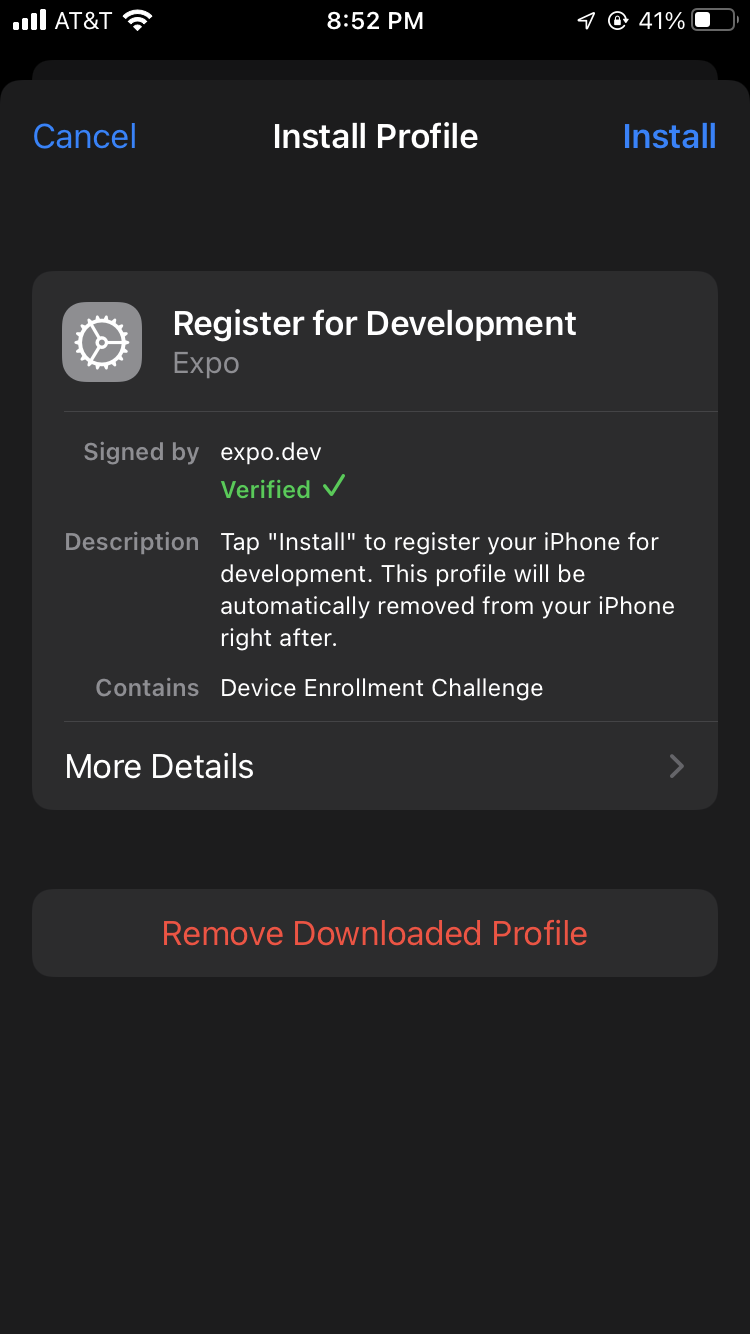 AT&T 8:52 PM 41%
Cancel Install Profile Install
Register for Development
Expo
Signed by expo.dev
Verified
Description Tap "Install" to register your iPhone for
development. This profile will be
automatically removed from your iPhone
right after.
Contains Device Enrollment Challenge
More Details
Remove Downloaded Profile